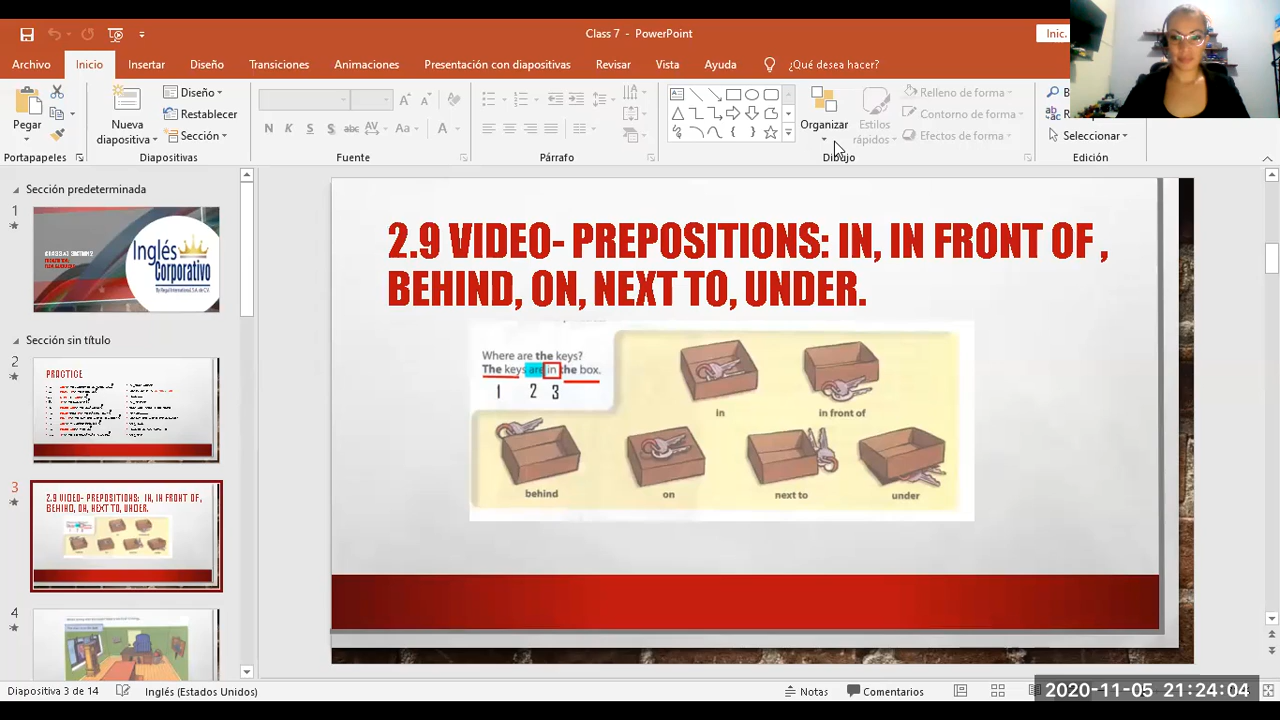 Class 7 - PowerPoint
Inic.
Archivo Inicio Insertar Diseño Transiciones Animaciones Presentación con diapositivas Revisar Vista Ayuda ¿Qué desea hacer?
Pegar
Nueva diapositiva
Diseño
Restablecer
Sección
N K S abc AV Aa A
Organizar
Estilos rápidos
Relleno de forma
Contorno de forma
Efectos de forma
Seleccionar
Portapapeles Diapositivas Fuente Párrafo Dibujo Edición
Sección predeterminada
1
Inglés
Corporativo
Sección sin título
2
PRACTICE
3
2.9 VIDEO- PREPOSITIONS: IN, IN FRONT OF ,
BEHIND, ON, NEXT TO, UNDER.
4
2.9 VIDEO- PREPOSITIONS: IN, IN FRONT OF ,
BEHIND, ON, NEXT TO, UNDER.
Where are the keys?
The keys are in the box.
1 2 3
in in front of
behind on next to under
Diapositiva 3 de 14 Inglés (Estados Unidos) Notas Comentarios
2020-11-05 21:24:04